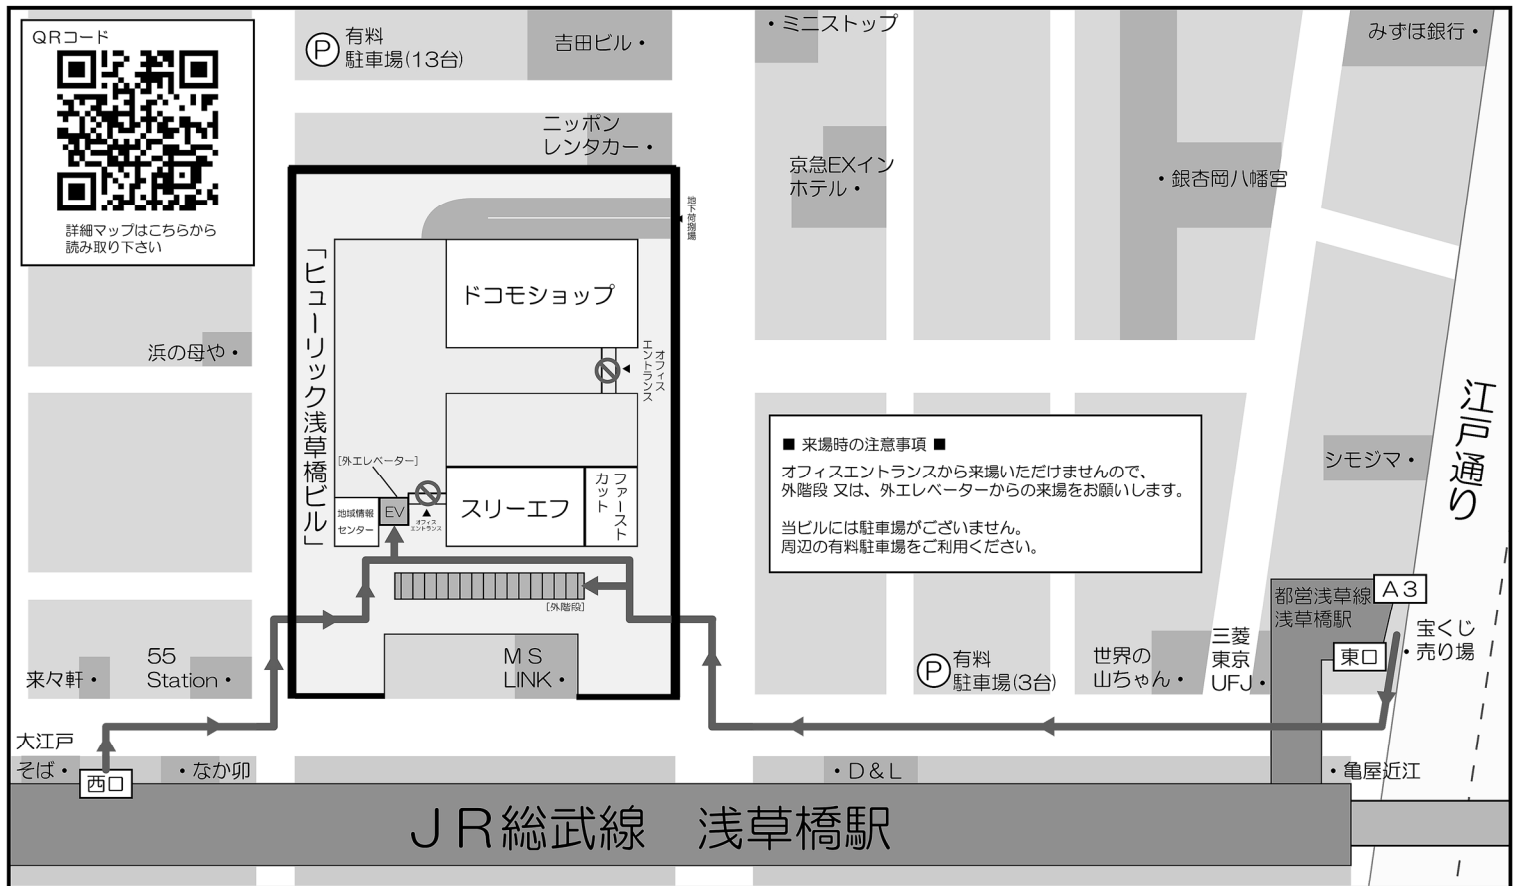 QRコード
詳細マップはこちらから
読み取り下さい
P 有料
駐車場(13台)
吉田ビル・
・ミニストップ
みずほ銀行・
ニッポン
レンタカー・
京急EXイン
ホテル・
・銀杏岡八幡宮
地下荷捌場
「ヒューリック浅草橋ビル」
ドコモショップ
オフィス
エントランス
浜の母や・
[外エレベーター]
地域情報
センター
EV
オフィス
エントランス
スリーエフ
ファースト
カット
[外階段]
■ 来場時の注意事項 ■
オフィスエントランスから来場いただけませんので、
外階段 又は、外エレベーターからの来場をお願いします。
当ビルには駐車場がございません。
周辺の有料駐車場をご利用ください。
江戸通り
シモジマ・
都営浅草線
浅草橋駅
A3
東口
宝くじ
・売り場
三菱
東京
UFJ・
世界の
山ちゃん・
P 有料
駐車場(3台)
MS
LINK・
55
Station・
来々軒・
大江戸
そば・
西口
・なか卯
・D&L
・亀屋近江
JR総武線 浅草橋駅